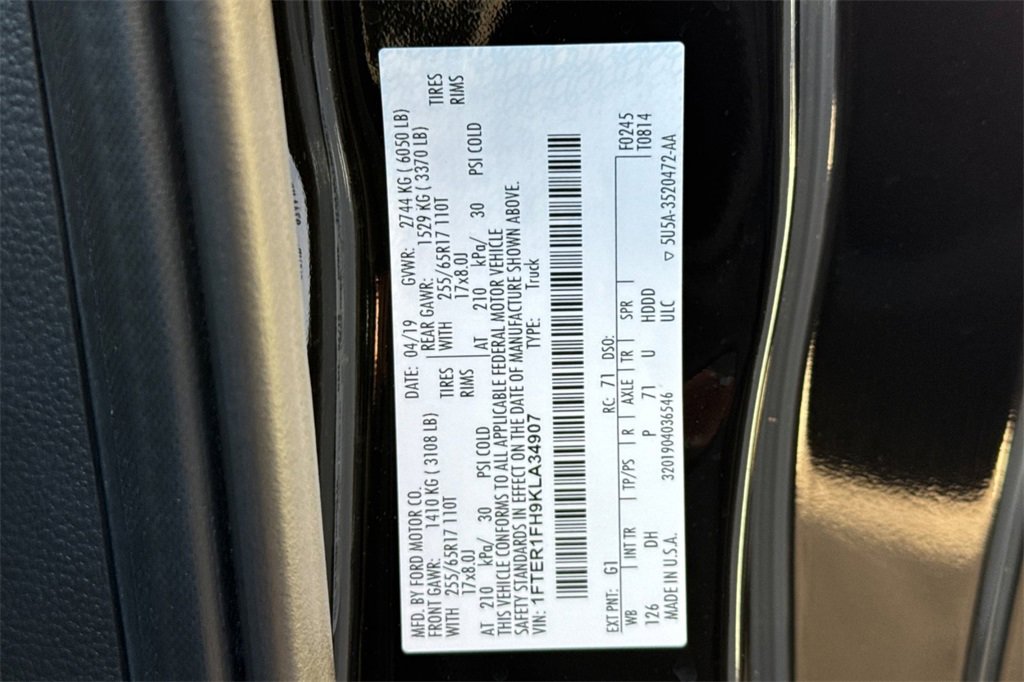 MFD. BY FORD MOTOR CO. DATE: 04/19 GVWR: 2744 KG ( 6050 LB)
FRONT GAWR: 1410 KG ( 3108 LB) REAR GAWR: 1529 KG ( 3370 LB)
WITH 255/65R17 110T TIRES WITH 255/65R17 110T TIRES
17x8.0J RIMS 17x8.0J RIMS
AT 210 kPa/ 30 PSI COLD AT 210 kPa/ 30 PSI COLD
THIS VEHICLE CONFORMS TO ALL APPLICABLE FEDERAL MOTOR VEHICLE
SAFETY STANDARDS IN EFFECT ON THE DATE OF MANUFACTURE SHOWN ABOVE.
VIN: 1FTER1FH9KLA34907 TYPE: Truck
EXT PNT: G1 RC: 71 DSO: F0245
WB INT TR TP/PS R AXLE TR SPR T0814
126 DH P 71 U HDDD
MADE IN U.S.A. 3201904036546 ULC ▽ 5U5A-3520472-AA